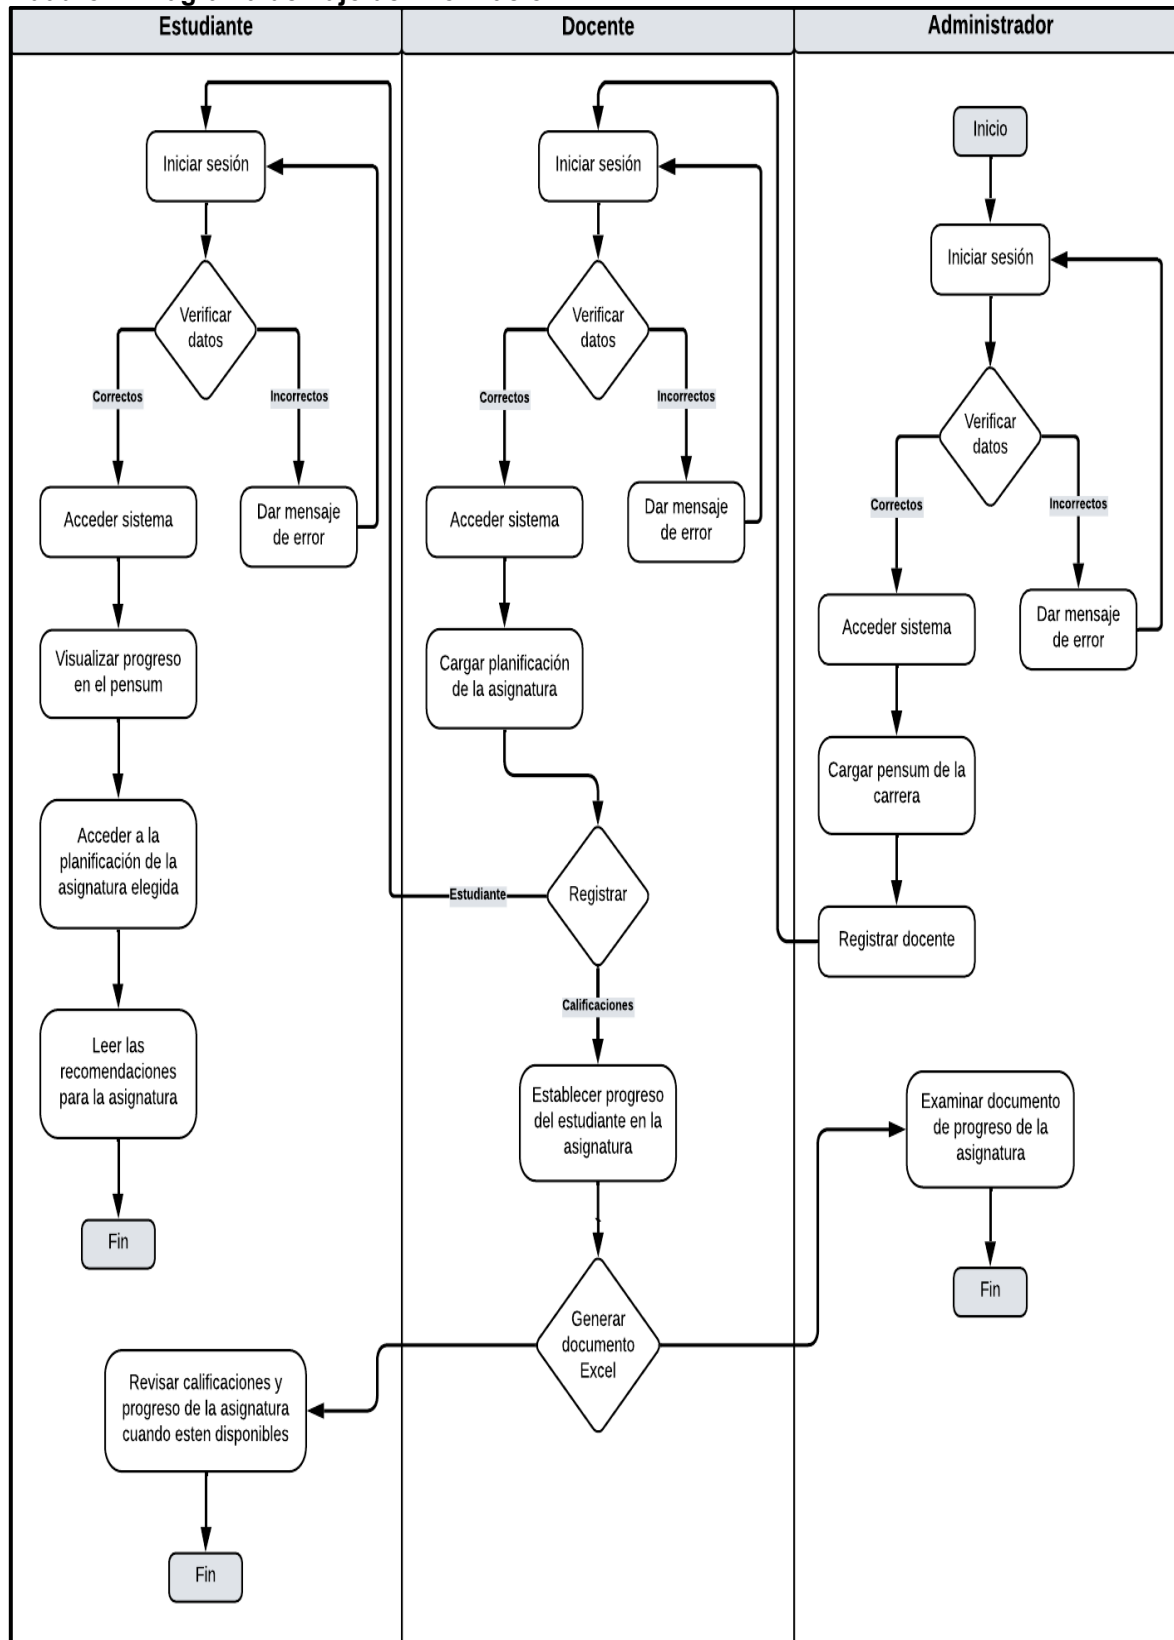 Estudiante
Docente
Administrador
Iniciar sesión
Verificar
datos
Correctos
Incorrectos
Acceder sistema
Dar mensaje
de error
Visualizar progreso
en el pensum
Acceder a la
planificación de la
asignatura elegida
Leer las
recomendaciones
para la asignatura
Fin
Revisar calificaciones y
progreso de la asignatura
cuando esten disponibles
Fin
Iniciar sesión
Verificar
datos
Correctos
Incorrectos
Acceder sistema
Dar mensaje
de error
Cargar planificación
de la asignatura
Registrar
Estudiante
Calificaciones
Establecer progreso
del estudiante en la
asignatura
Generar
documento
Excel
Inicio
Iniciar sesión
Verificar
datos
Correctos
Incorrectos
Acceder sistema
Dar mensaje
de error
Cargar pensum de la
carrera
Registrar docente
Examinar documento
de progreso de la
asignatura
Fin